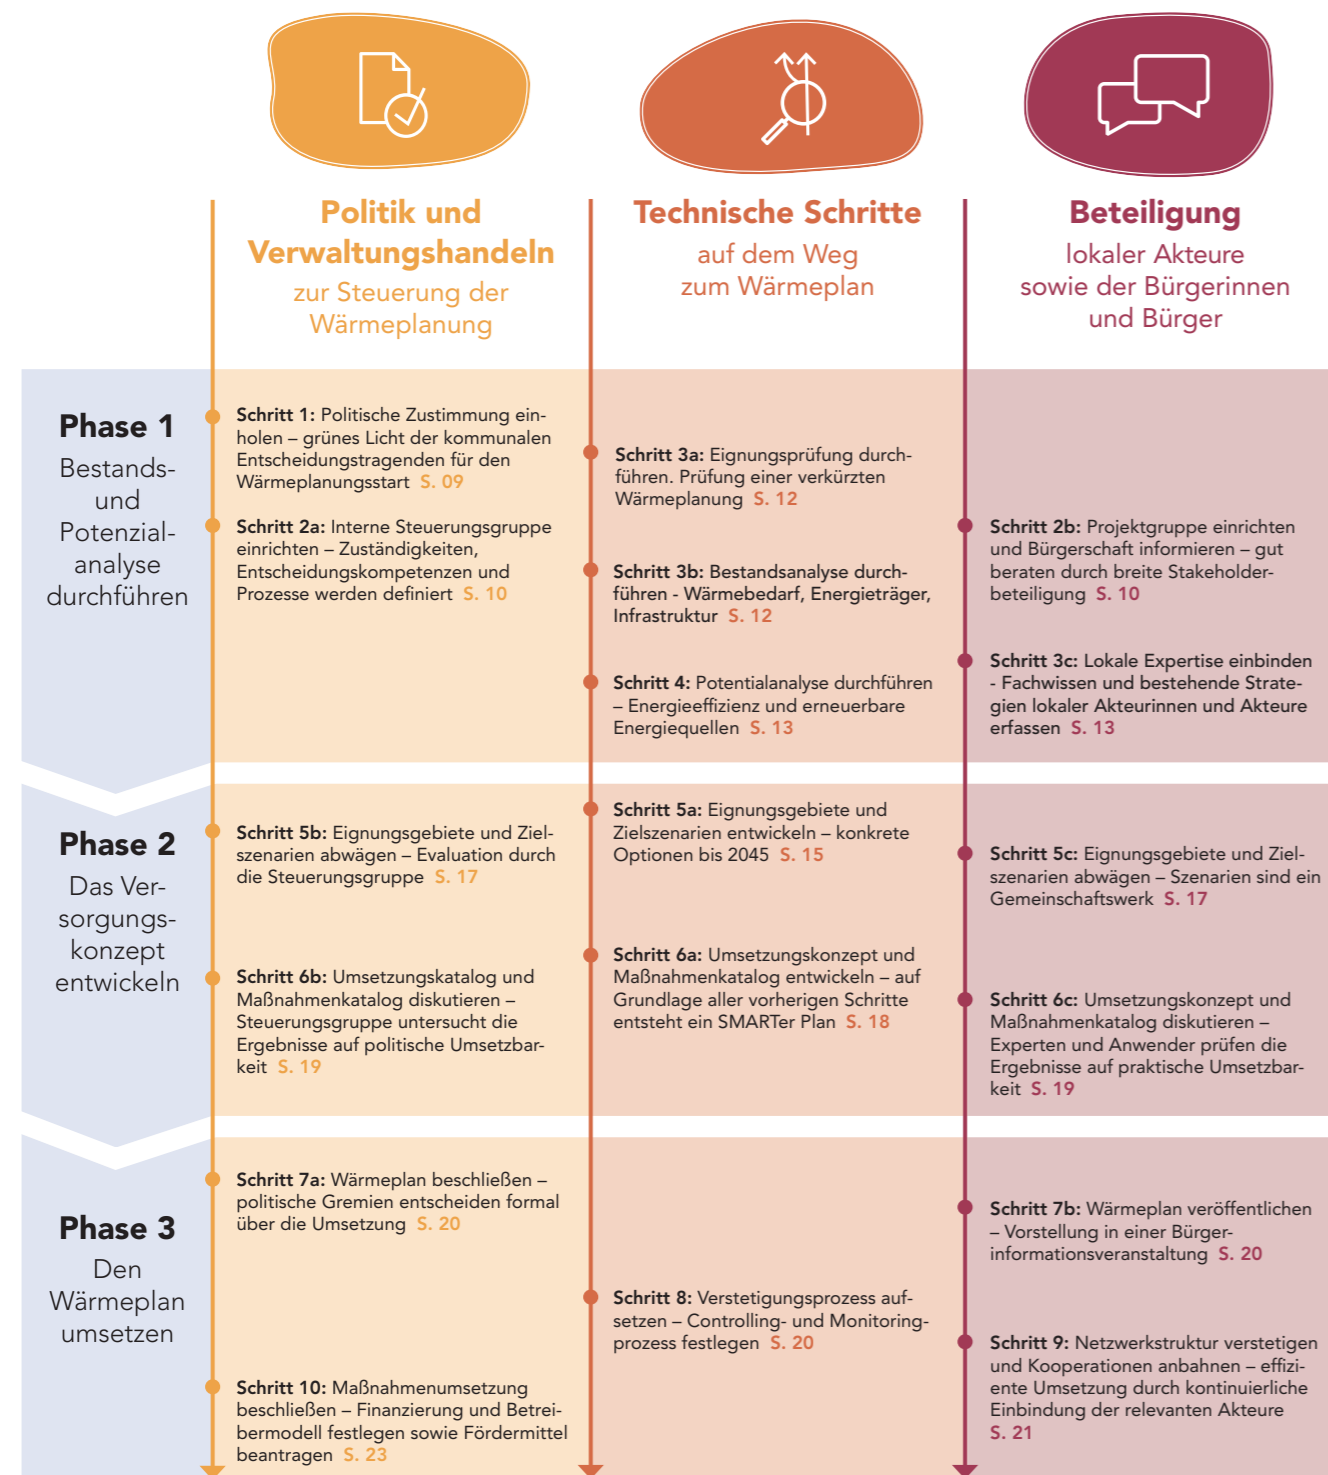 Politik und
Verwaltungshandeln
zur Steuerung der
Wärmeplanung
Technische Schritte
auf dem Weg
zum Wärmeplan
Beteiligung
lokaler Akteure
sowie der Bürgerinnen
und Bürger
Phase 1
Bestands-
und
Potenzial-
analyse
durchführen
Schritt 1: Politische Zustimmung ein-
holen – grünes Licht der kommunalen
Entscheidungstragenden für den
Wärmeplanungsstart S. 09
Schritt 2a: Interne Steuerungsgruppe
einrichten – Zuständigkeiten,
Entscheidungskompetenzen und
Prozesse werden definiert S. 10
Schritt 3a: Eignungsprüfung durch-
führen. Prüfung einer verkürzten
Wärmeplanung S. 12
Schritt 3b: Bestandsanalyse durch-
führen - Wärmebedarf, Energieträger,
Infrastruktur S. 12
Schritt 4: Potentialanalyse durchführen
– Energieeffizienz und erneuerbare
Energiequellen S. 13
Schritt 2b: Projektgruppe einrichten
und Bürgerschaft informieren – gut
beraten durch breite Stakeholder-
beteiligung S. 10
Schritt 3c: Lokale Expertise einbinden
- Fachwissen und bestehende Strate-
gien lokaler Akteurinnen und Akteure
erfassen S. 13
Phase 2
Das Ver-
sorgungs-
konzept
entwickeln
Schritt 5b: Eignungsgebiete und Ziel-
szenarien abwägen – Evaluation durch
die Steuerungsgruppe S. 17
Schritt 6b: Umsetzungskatalog und
Maßnahmenkatalog diskutieren –
Steuerungsgruppe untersucht die
Ergebnisse auf politische Umsetzbar-
keit S. 19
Schritt 5a: Eignungsgebiete und
Zielszenarien entwickeln – konkrete
Optionen bis 2045 S. 15
Schritt 6a: Umsetzungskonzept und
Maßnahmenkatalog entwickeln – auf
Grundlage aller vorherigen Schritte
entsteht ein SMARTer Plan S. 18
Schritt 5c: Eignungsgebiete und Ziel-
szenarien abwägen – Szenarien sind ein
Gemeinschaftswerk S. 17
Schritt 6c: Umsetzungskonzept und
Maßnahmenkatalog diskutieren –
Experten und Anwender prüfen die
Ergebnisse auf praktische Umsetzbar-
keit S. 19
Phase 3
Den
Wärmeplan
umsetzen
Schritt 7a: Wärmeplan beschließen –
politische Gremien entscheiden formal
über die Umsetzung S. 20
Schritt 10: Maßnahmenumsetzung
beschließen – Finanzierung und Betrei-
bermodell festlegen sowie Fördermittel
beantragen S. 23
Schritt 8: Verstetigungsprozess auf-
setzen – Controlling- und Monitoring-
prozess festlegen S. 20
Schritt 7b: Wärmeplan veröffentlichen
– Vorstellung in einer Bürger-
informationsveranstaltung S. 20
Schritt 9: Netzwerkstruktur verstetigen
und Kooperationen anbahnen – effizi-
ente Umsetzung durch kontinuierliche
Einbindung der relevanten Akteure
S. 21